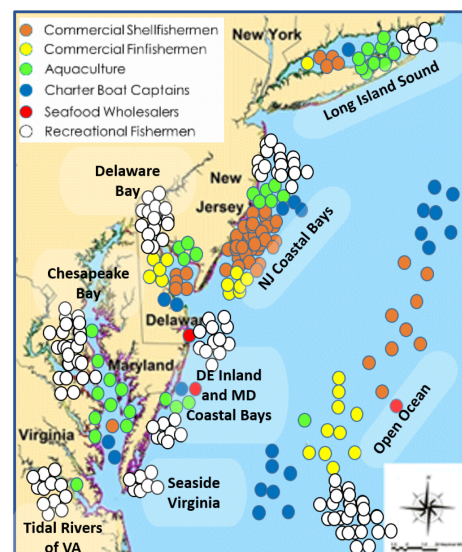 Commercial Shellfishermen
Commercial Finfishermen
Aquaculture
Charter Boat Captains
Seafood Wholesalers
Recreational Fishermen
New York
Long Island Sound
Delaware
Bay
New
Jersey
NJ Coastal Bays
Chesapeake
Bay
Delawar
Maryland
DE Inland
and MD
Coastal Bays
Open Ocean
Virginia
Seaside
Virginia
Tidal Rivers
of VA